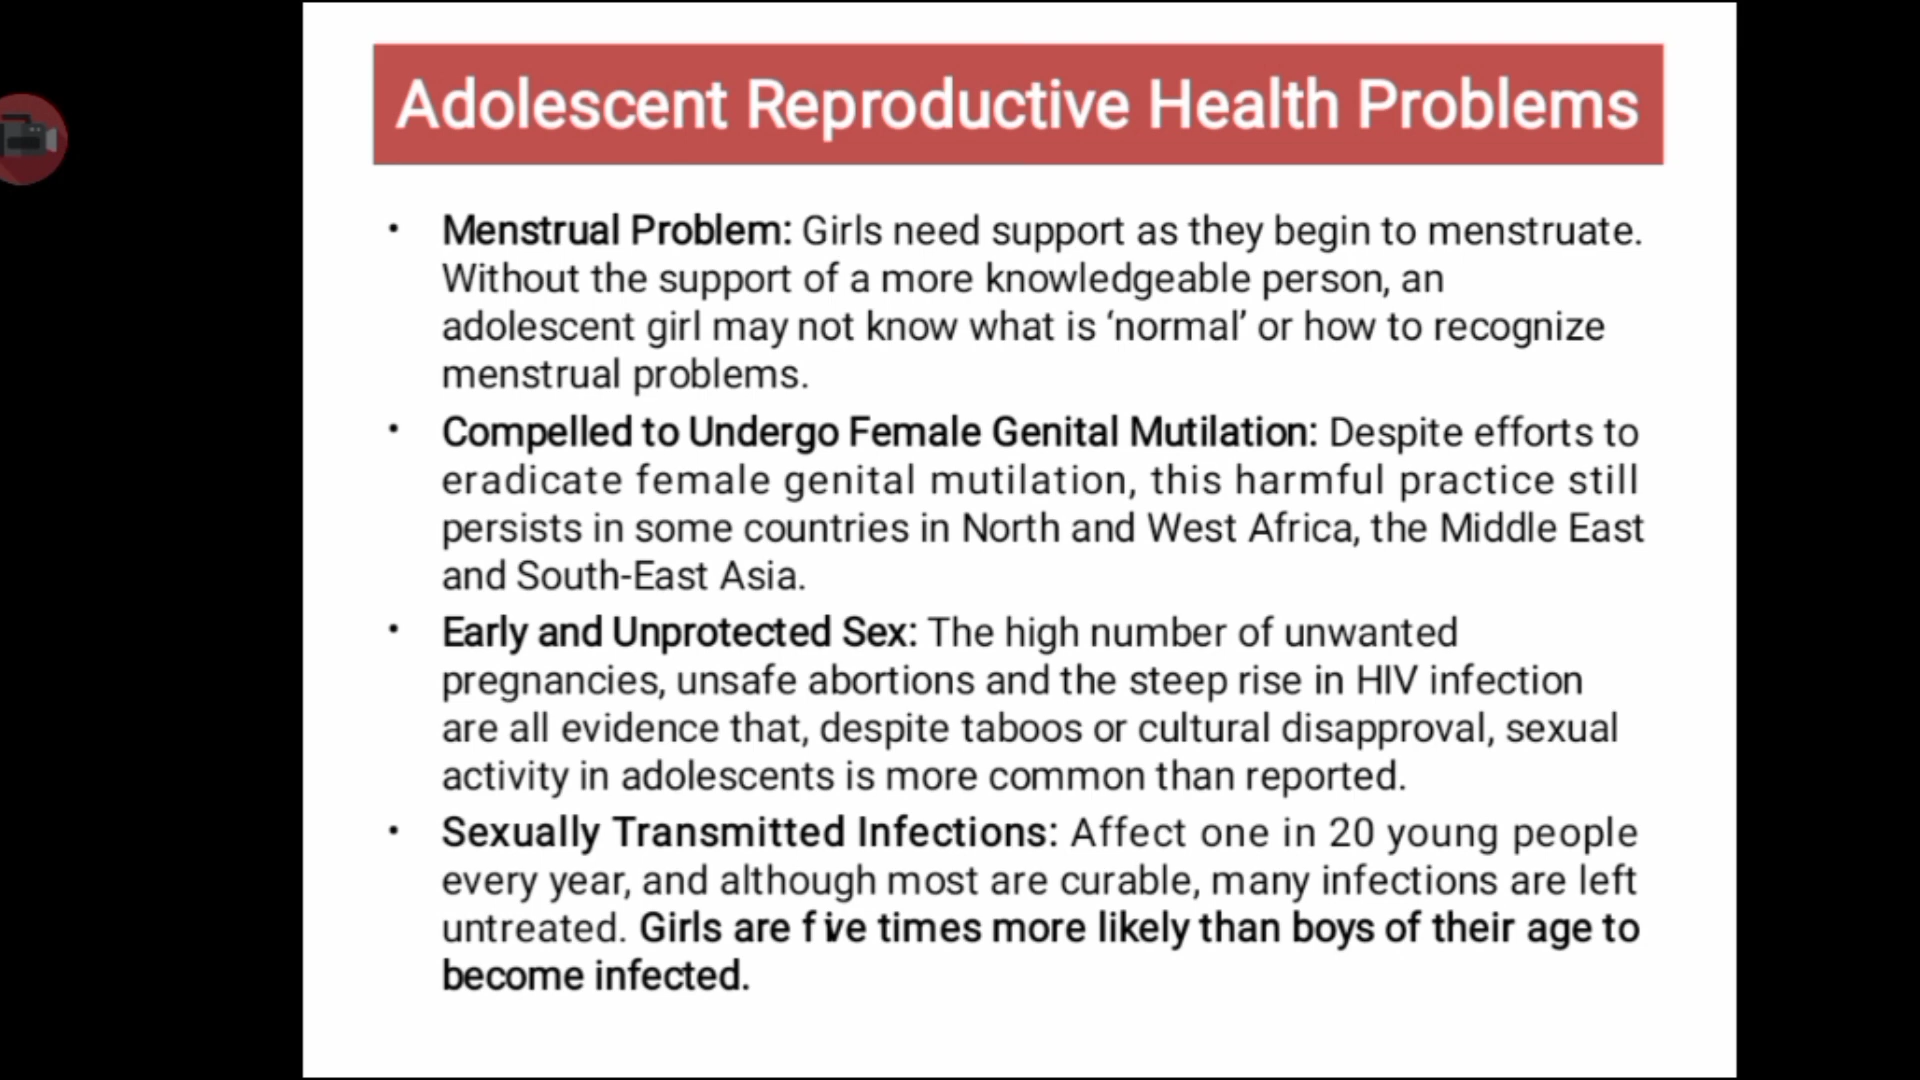 Adolescent Reproductive Health Problems
• Menstrual Problem: Girls need support as they begin to menstruate.
Without the support of a more knowledgeable person, an
adolescent girl may not know what is ‘normal’ or how to recognize
menstrual problems.
• Compelled to Undergo Female Genital Mutilation: Despite efforts to
eradicate female genital mutilation, this harmful practice still
persists in some countries in North and West Africa, the Middle East
and South-East Asia.
• Early and Unprotected Sex: The high number of unwanted
pregnancies, unsafe abortions and the steep rise in HIV infection
are all evidence that, despite taboos or cultural disapproval, sexual
activity in adolescents is more common than reported.
• Sexually Transmitted Infections: Affect one in 20 young people
every year, and although most are curable, many infections are left
untreated. Girls are five times more likely than boys of their age to
become infected.